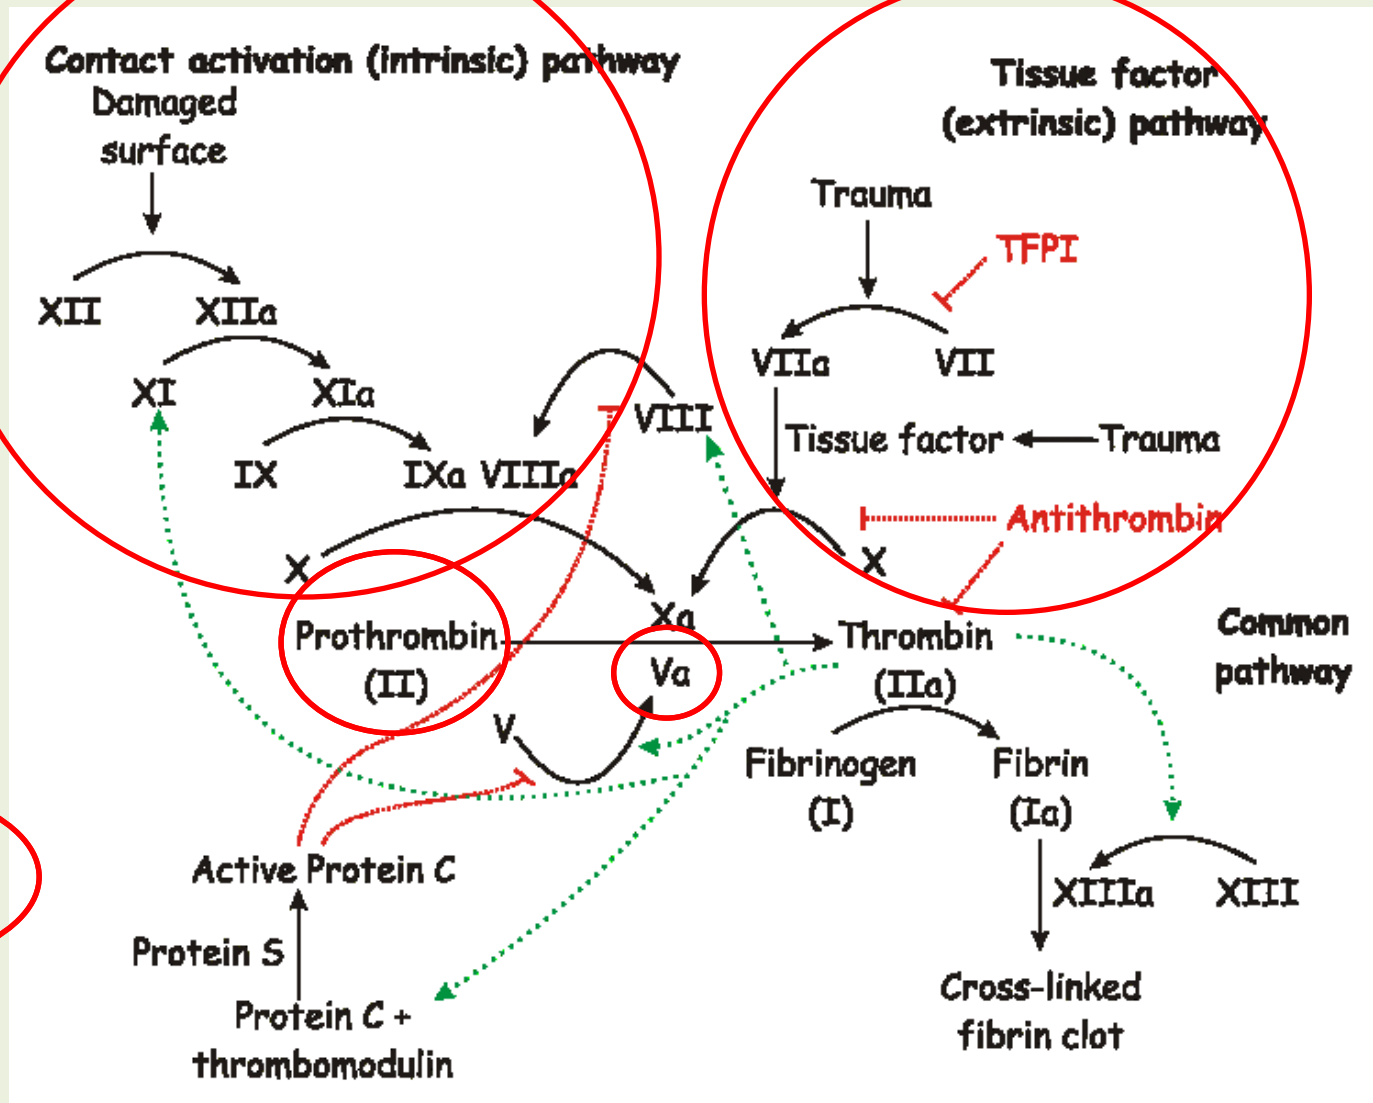 Contact activation (intrinsic) pathway
Damaged
surface
XII
XIIa
XI
XIa
IX
IXa VIIIa
VIII
X
Tissue factor
(extrinsic) pathway
Trauma
TFPI
VIIa
VII
Tissue factor
Trauma
Antithrombin
X
Xa
Prothrombin
(II)
Va
V
Thrombin
(IIa)
Common
pathway
Fibrinogen
(I)
Fibrin
(Ia)
XIIIa
XIII
Active Protein C
Protein S
Protein C +
thrombomodulin
Cross-linked
fibrin clot